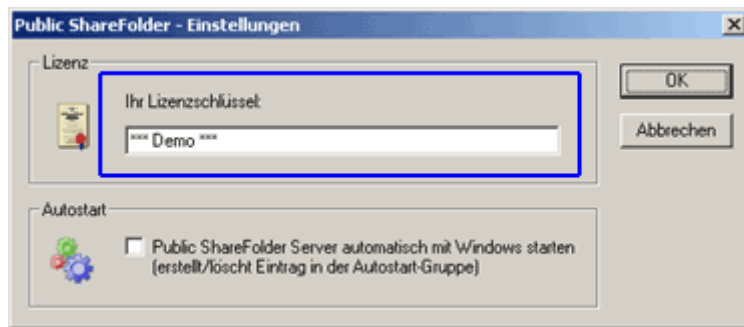 Public ShareFolder - Einstellungen
Lizenz
Ihr Lizenzschlüssel:
*** Demo ***
OK
Abbrechen
Autostart
Public ShareFolder Server automatisch mit Windows starten
(erstellt/löscht Eintrag in der Autostart-Gruppe)